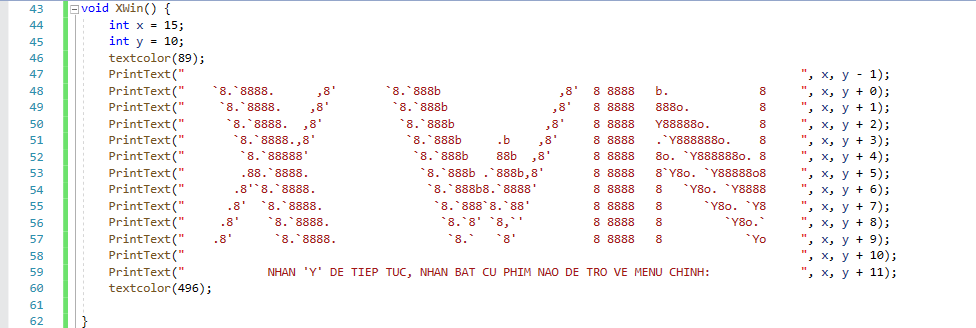 43 void XWin() {
44     int x = 15;
45     int y = 10;
46     textcolor(89);
47     PrintText("                                                                                         ", x, y - 1);
48     PrintText("    `8.`8888.      ,8'       `8.`888b                 ,8'  8 8888   b.             8     ", x, y + 0);
49     PrintText("     `8.`8888.    ,8'         `8.`888b               ,8'   8 8888   888o.          8     ", x, y + 1);
50     PrintText("      `8.`8888.  ,8'           `8.`888b             ,8'    8 8888   Y88888o.       8     ", x, y + 2);
51     PrintText("       `8.`8888.,8'             `8.`888b     .b    ,8'     8 8888   .`Y888888o.    8     ", x, y + 3);
52     PrintText("        `8.`88888'               `8.`888b    88b  ,8'      8 8888   8o. `Y888888o. 8     ", x, y + 4);
53     PrintText("        .88.`8888.                `8.`888b .`888b,8'       8 8888   8`Y8o. `Y88888o8     ", x, y + 5);
54     PrintText("       .8'`8.`8888.                `8.`888b8.`8888'        8 8888   8   `Y8o. `Y8888     ", x, y + 6);
55     PrintText("      .8'  `8.`8888.                `8.`888`8.`88'         8 8888   8      `Y8o. `Y8     ", x, y + 7);
56     PrintText("     .8'    `8.`8888.                `8.`8' `8,`'          8 8888   8         `Y8o.`     ", x, y + 8);
57     PrintText("    .8'      `8.`8888.                `8.`   `8'           8 8888   8            `Yo     ", x, y + 9);
58     PrintText("                                                                                         ", x, y + 10);
59     PrintText("            NHAN 'Y' DE TIEP TUC, NHAN BAT CU PHIM NAO DE TRO VE MENU CHINH:             ", x, y + 11);
60     textcolor(496);
61
62 }